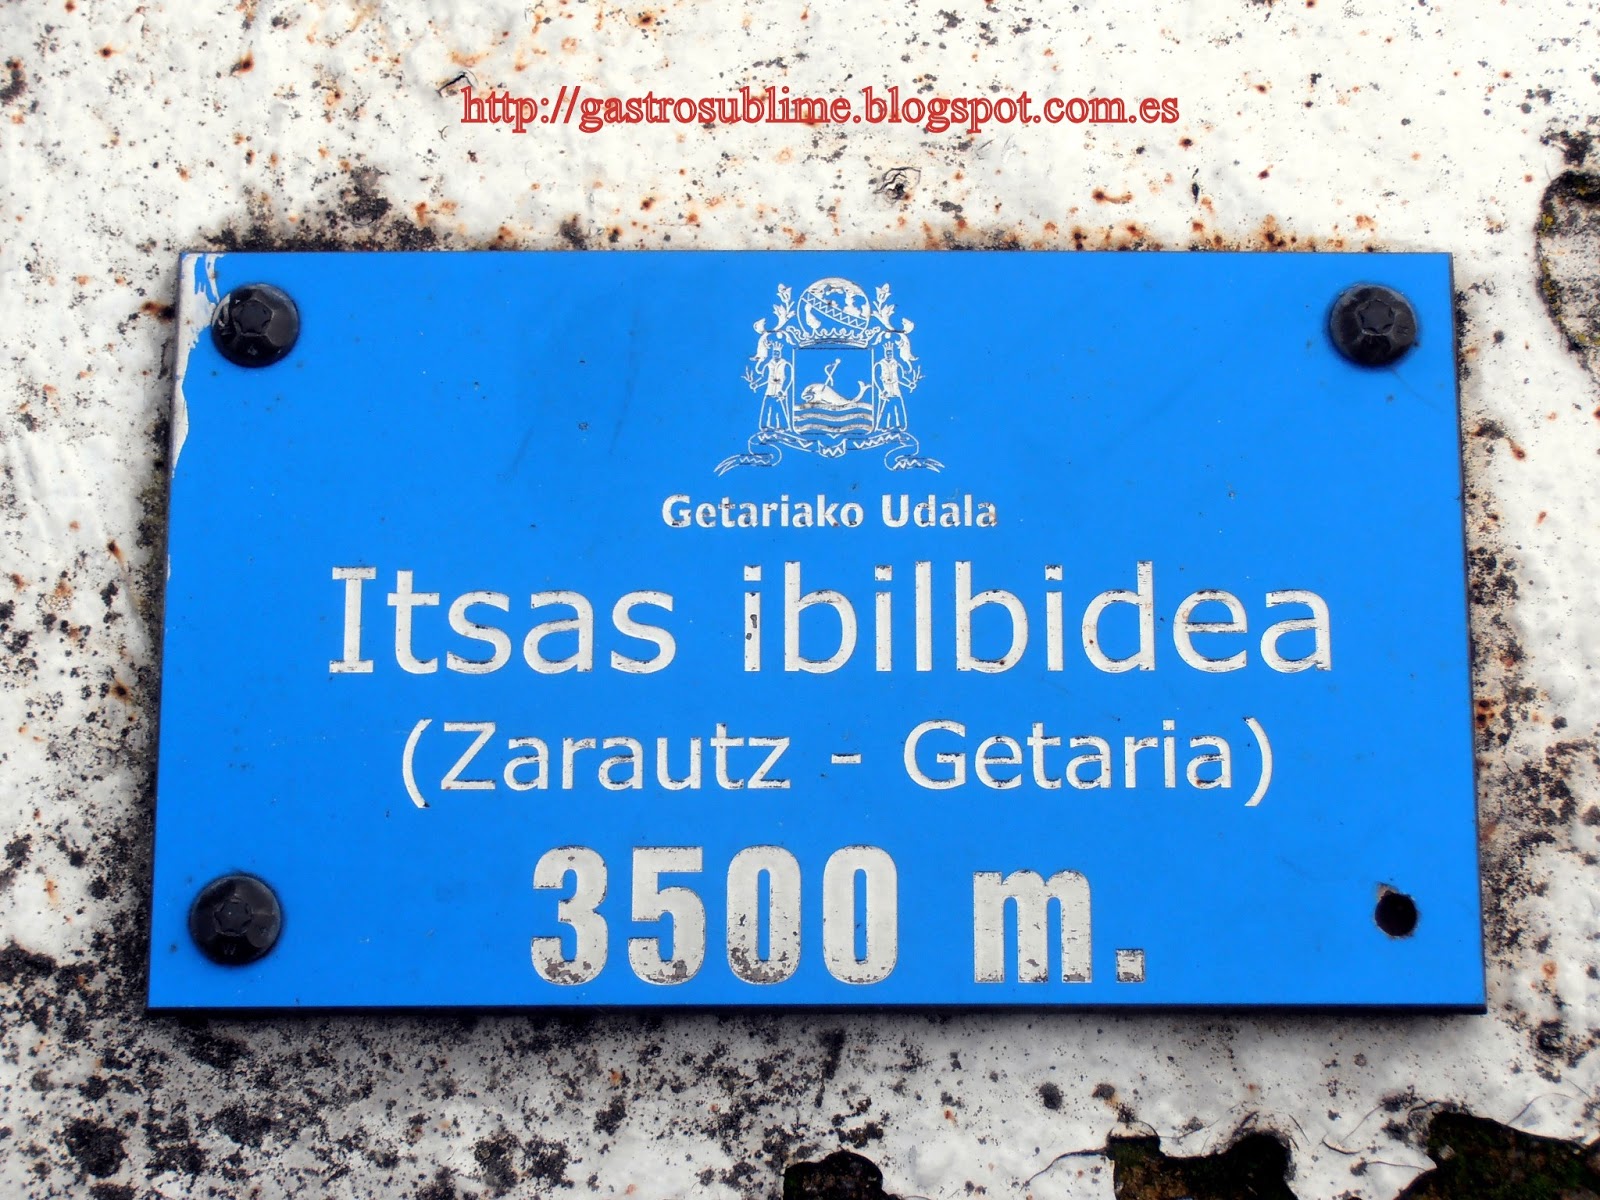 http://gastrosublime.blogspot.com.es
Getariako Udala
Itsas ibilbidea
(Zarautz - Getaria)
3500 m.